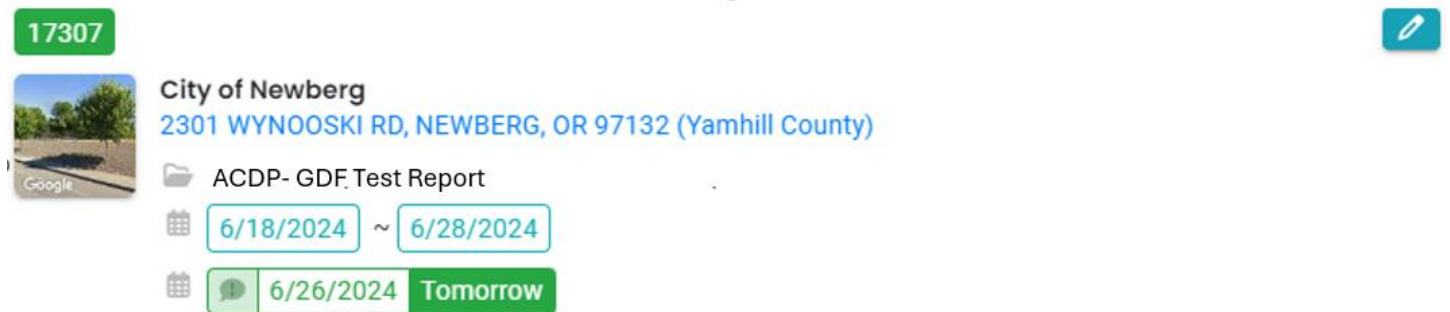 17307
City of Newberg
2301 WYNOOSKI RD, NEWBERG, OR 97132 (Yamhill County)
Google
ACDP- GDF Test Report
6/18/2024 ~ 6/28/2024
6/26/2024 Tomorrow